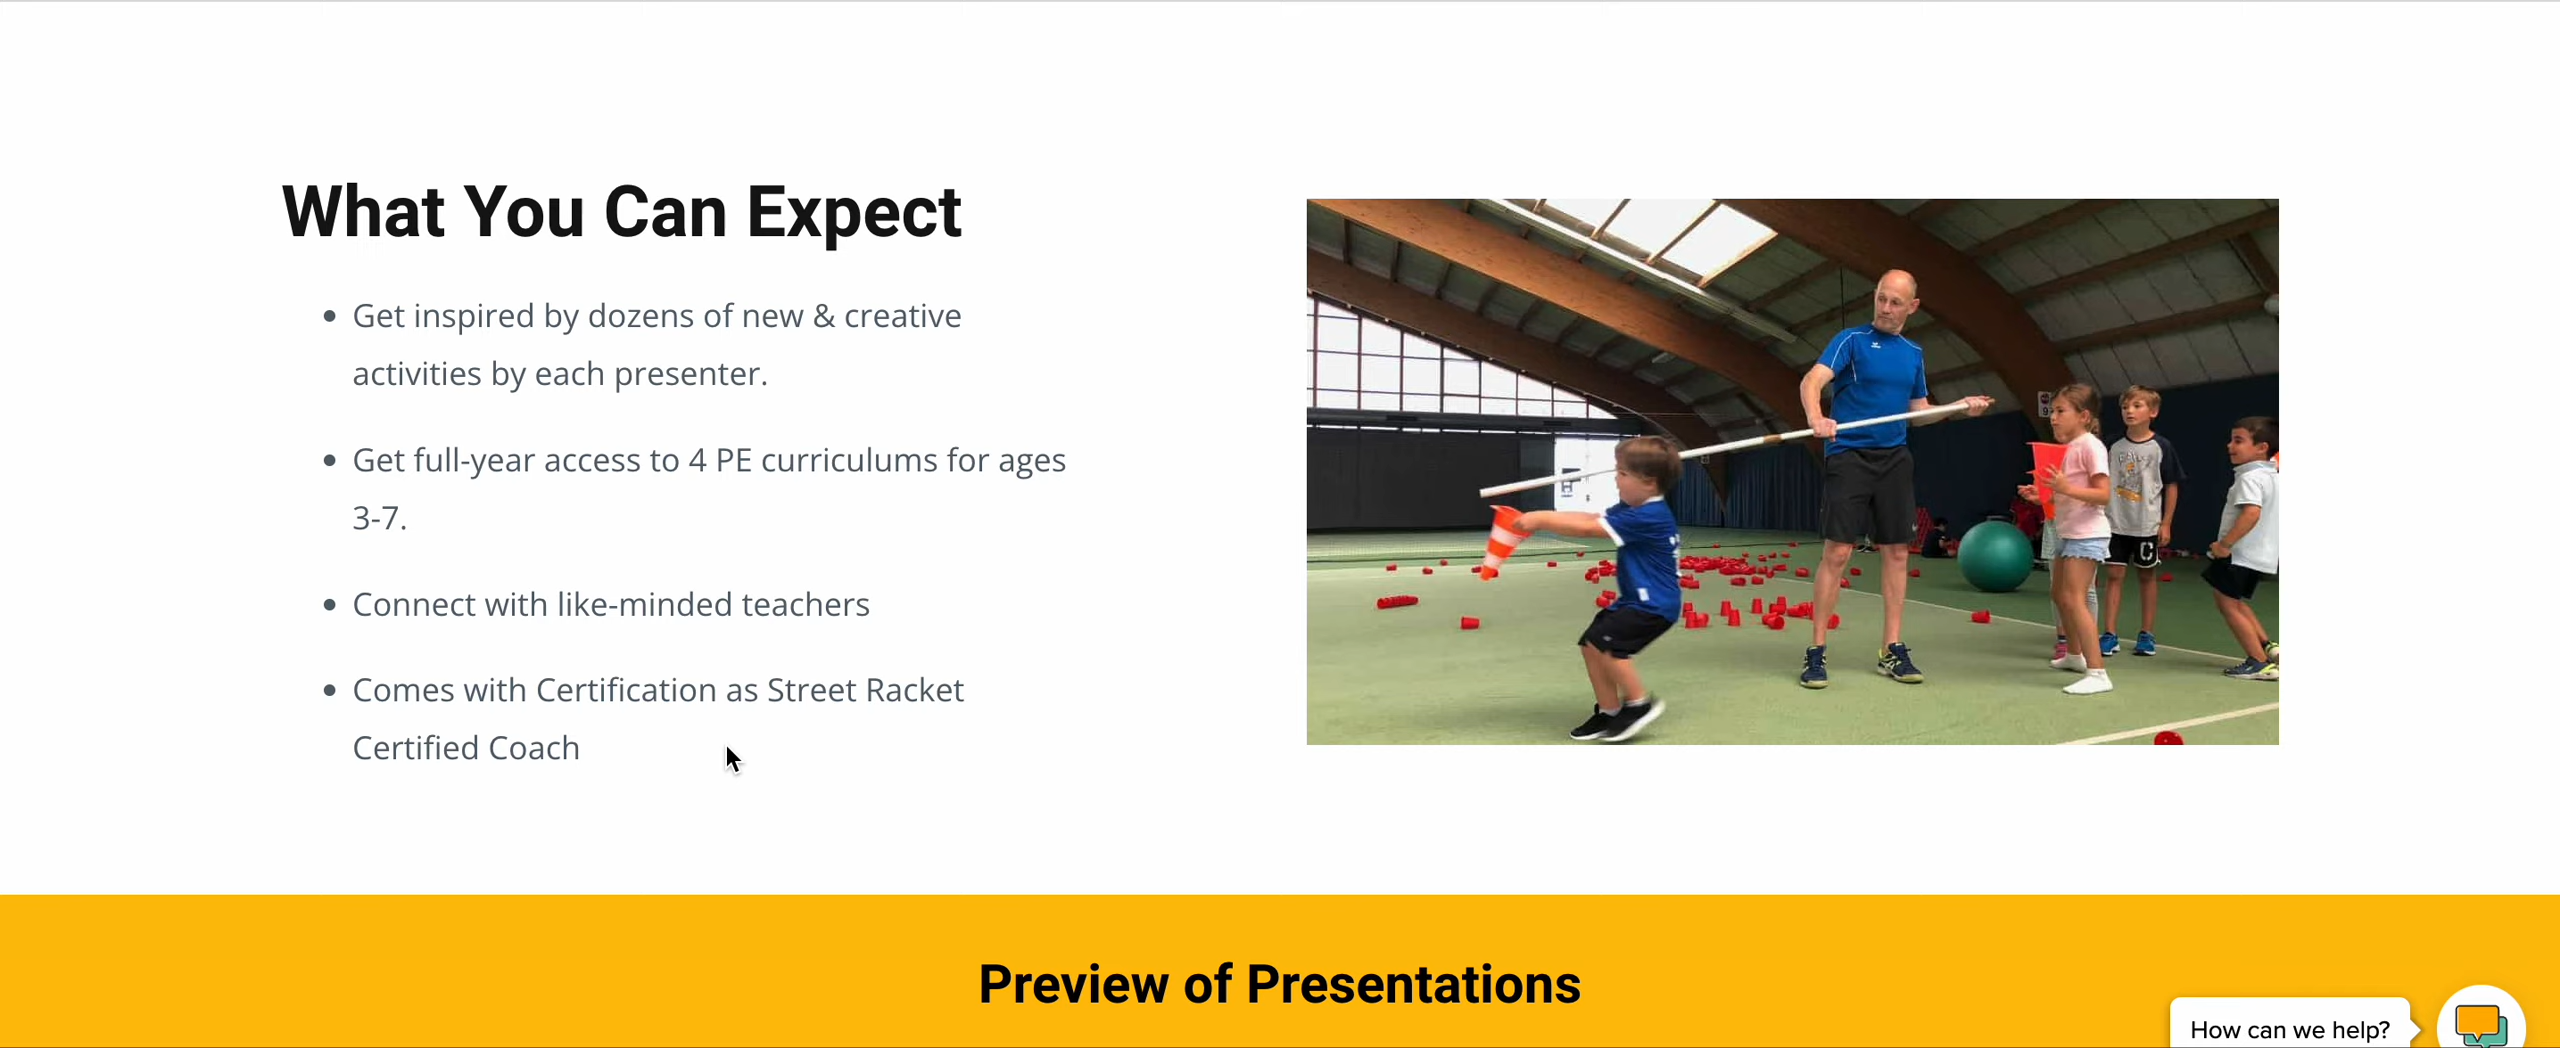 What You Can Expect
Get inspired by dozens of new & creative
activities by each presenter.
Get full-year access to 4 PE curriculums for ages
3-7.
Connect with like-minded teachers
Comes with Certification as Street Racket
Certified Coach
Preview of Presentations
How can we help?